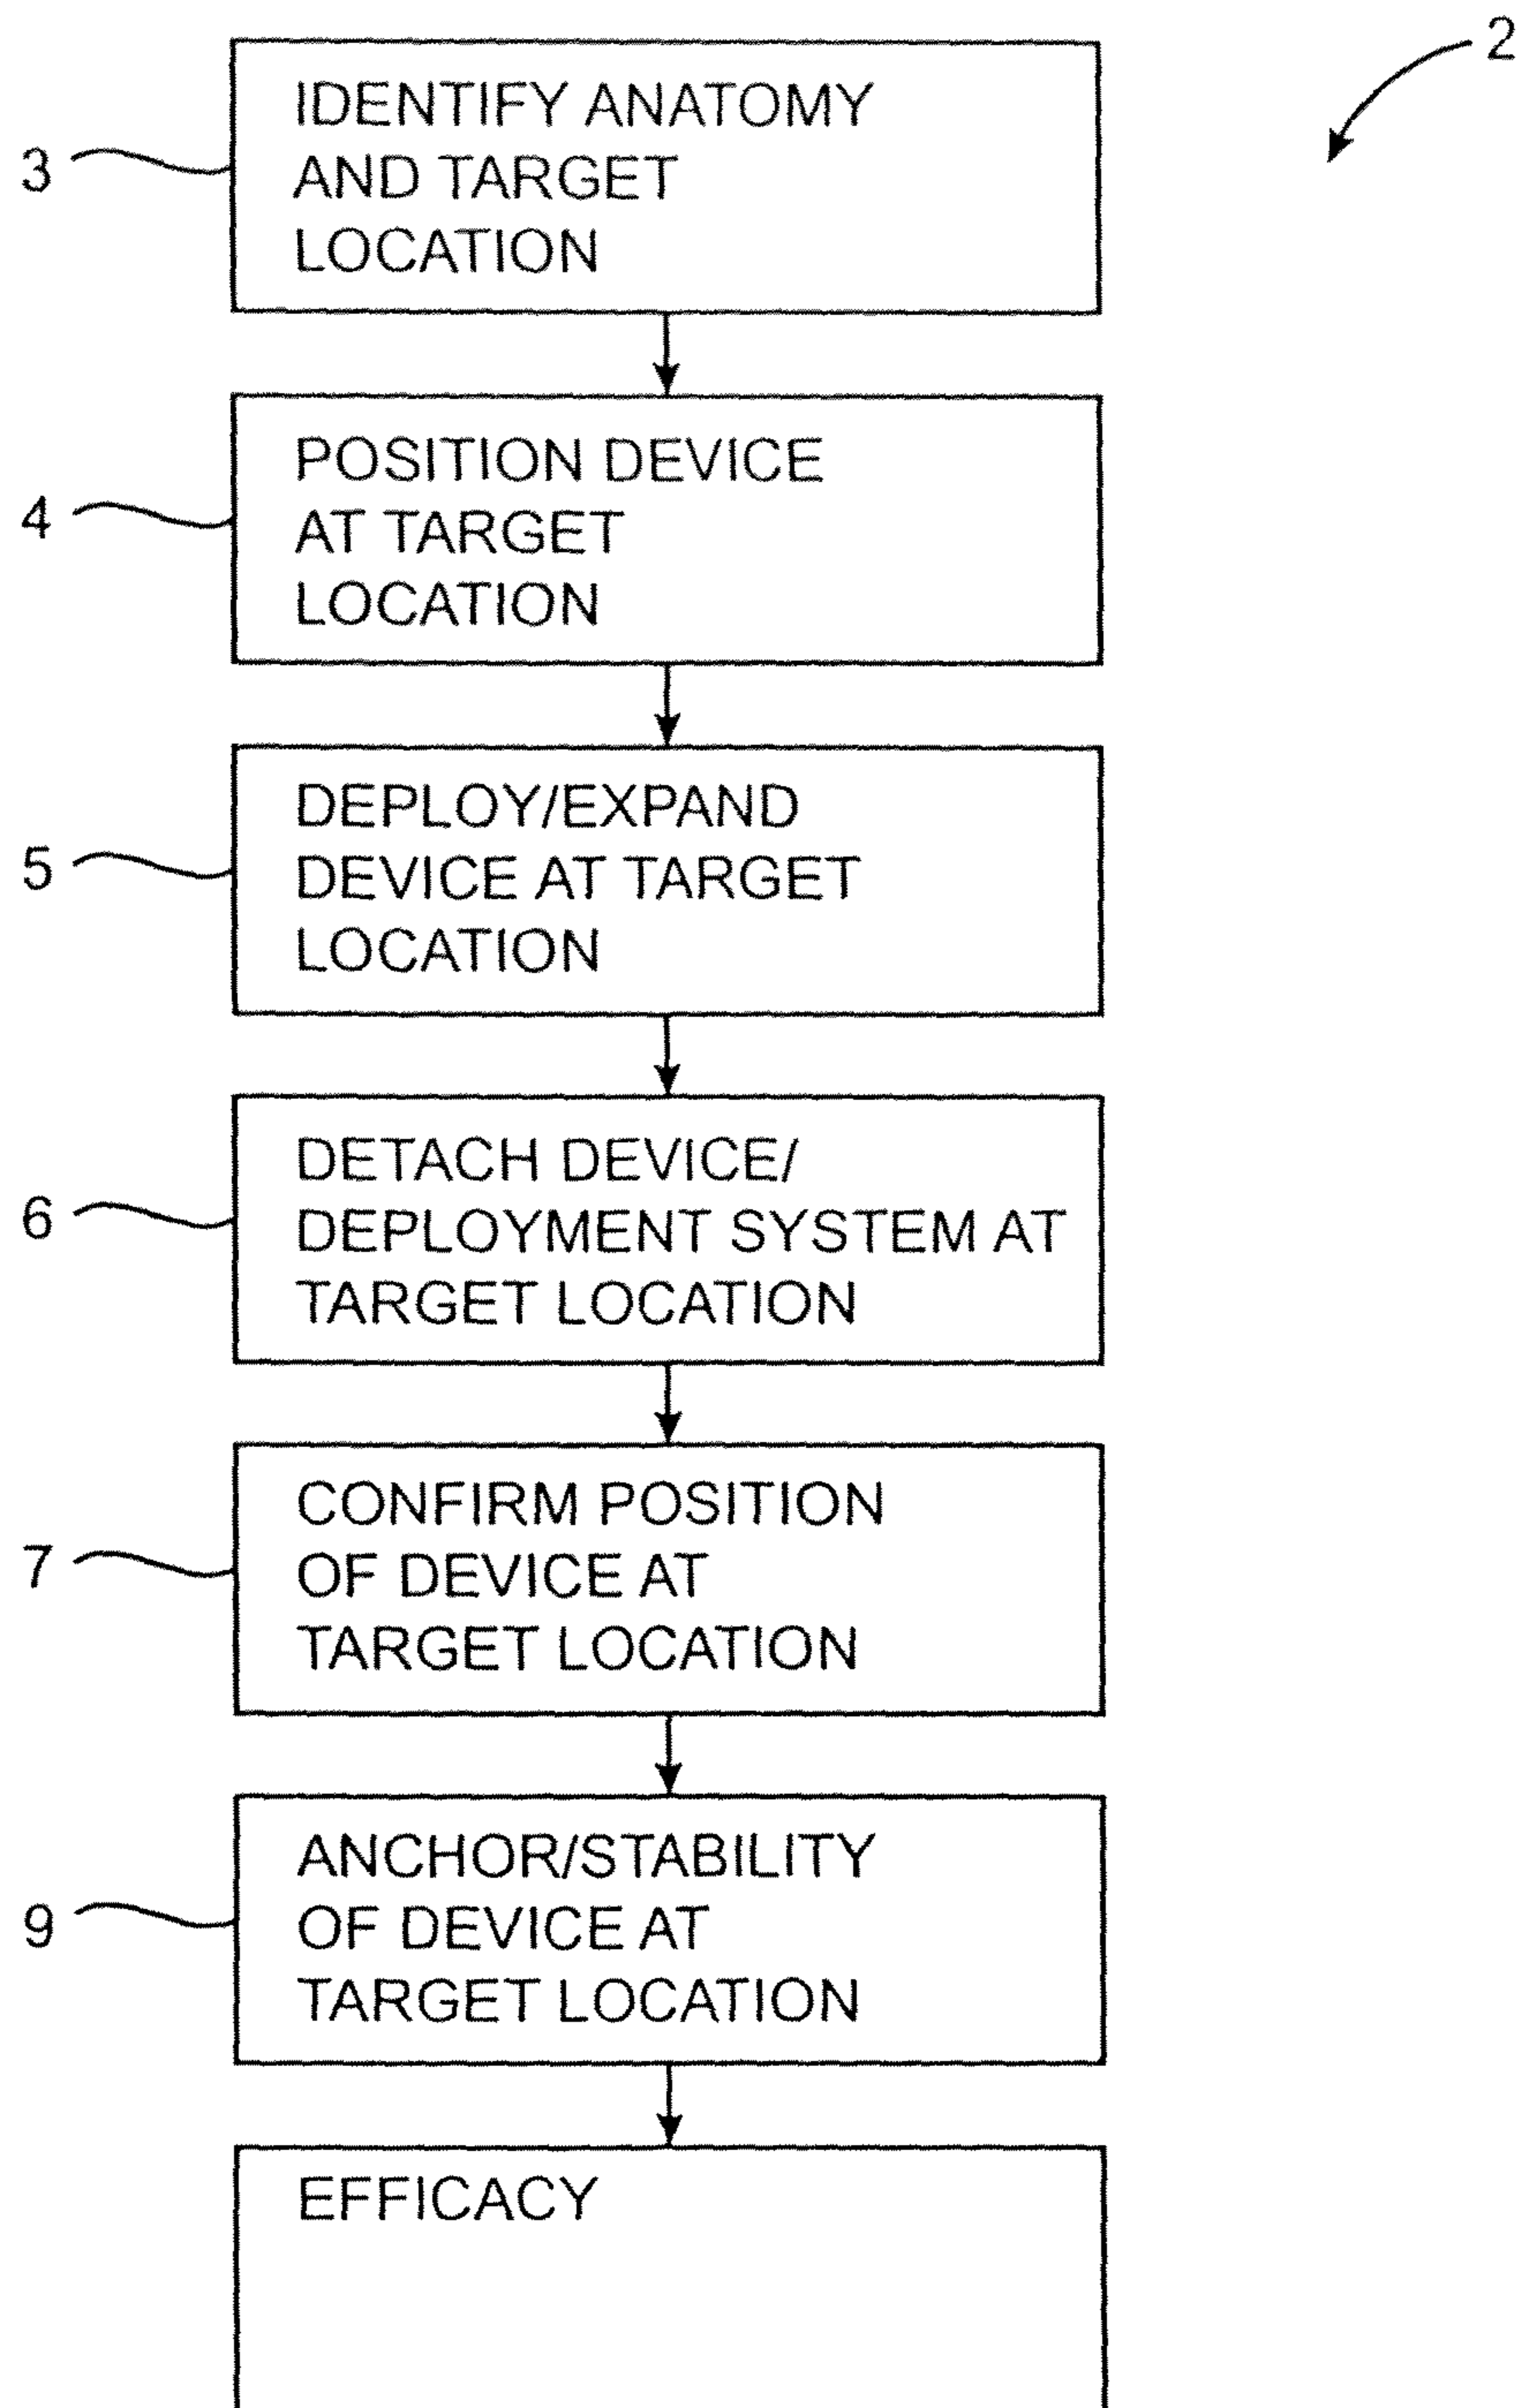 2
3
IDENTIFY ANATOMY
AND TARGET
LOCATION
4
POSITION DEVICE
AT TARGET
LOCATION
5
DEPLOY/EXPAND
DEVICE AT TARGET
LOCATION
6
DETACH DEVICE/
DEPLOYMENT SYSTEM AT
TARGET LOCATION
7
CONFIRM POSITION
OF DEVICE AT
TARGET LOCATION
9
ANCHOR/STABILITY
OF DEVICE AT
TARGET LOCATION
EFFICACY